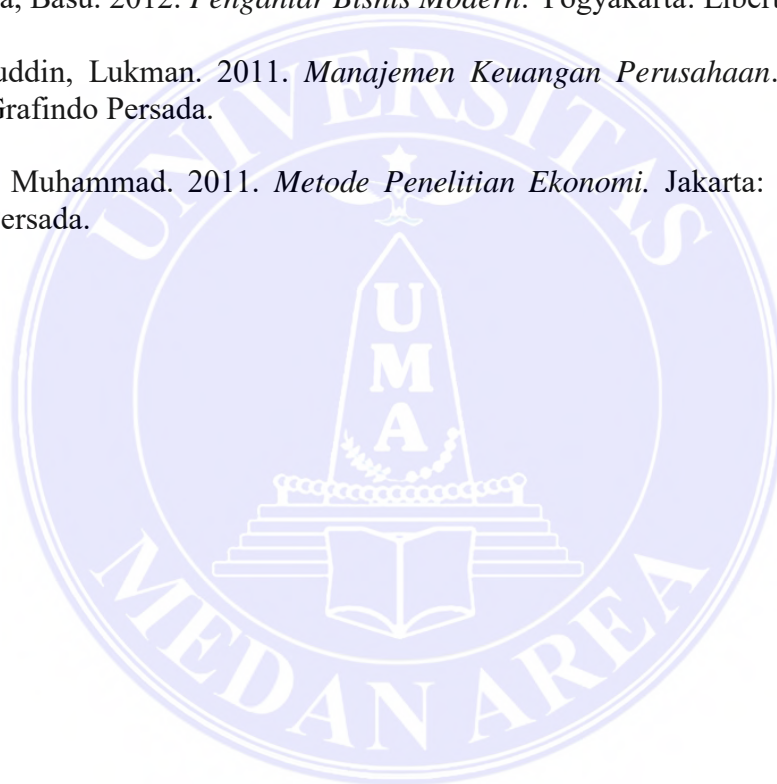 a, Basu. 2012. Pengantar Bisnis Modern. Yogyakarta:
uddin, Lukman. 2011. Manajemen Keuangan Perusahaan.
Grafindo Persada.
Muhammad. 2011. Metode Penelitian Ekonomi. Jakarta:
ersada.
UNIVERSITAS
U
M
A
MEDAN AREA